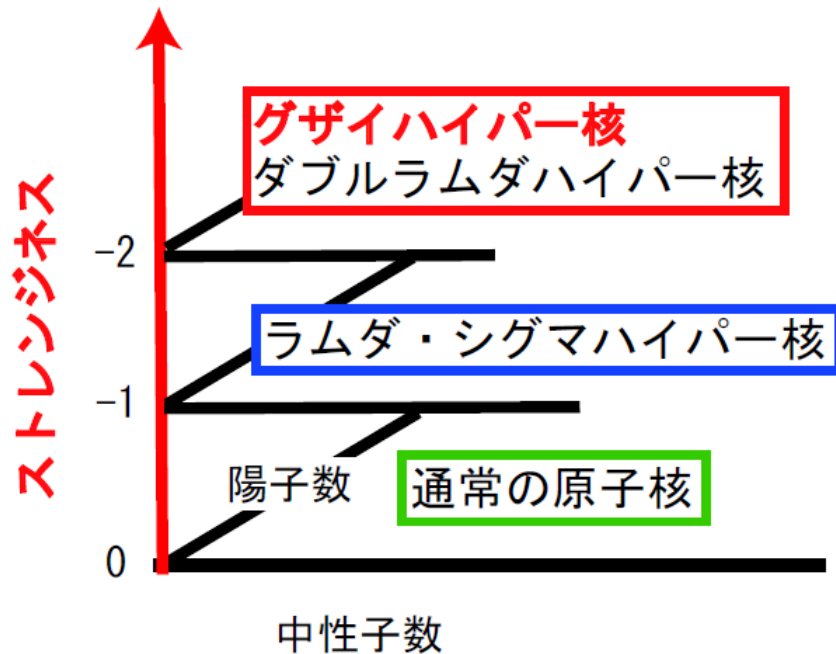 グザイハイパー核
ダブルラムダハイパー核
-2
ラムダ・シグマハイパー核
-1
陽子数
通常の原子核
0
中性子数
ストレンジネス